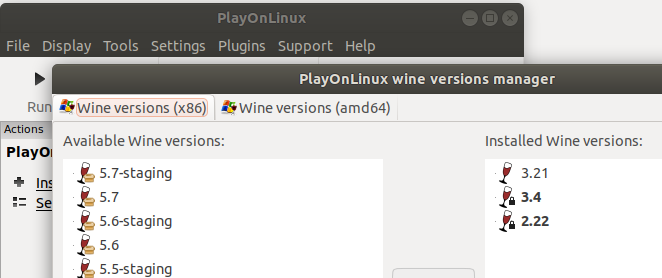 PlayOnLinux
File Display Tools Settings Plugins Support Help
PlayOnLinux wine versions manager
Run
Wine versions (x86) Wine versions (amd64)
Actions
Available Wine versions: Installed Wine versions:
PlayOn
Ins
Se
5.7-staging
5.7
5.6-staging
5.6
5.5-staging
3.21
3.4
2.22